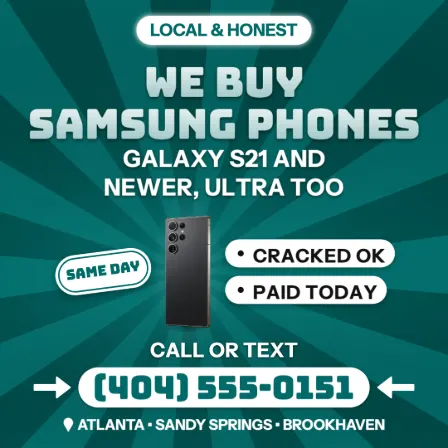 LOCAL & HONEST
WE BUY
SAMSUNG PHONES
GALAXY S21 AND
NEWER, ULTRA TOO
SAME DAY
• CRACKED OK
• PAID TODAY
CALL OR TEXT
(404) 555-0151
ATLANTA • SANDY SPRINGS • BROOKHAVEN